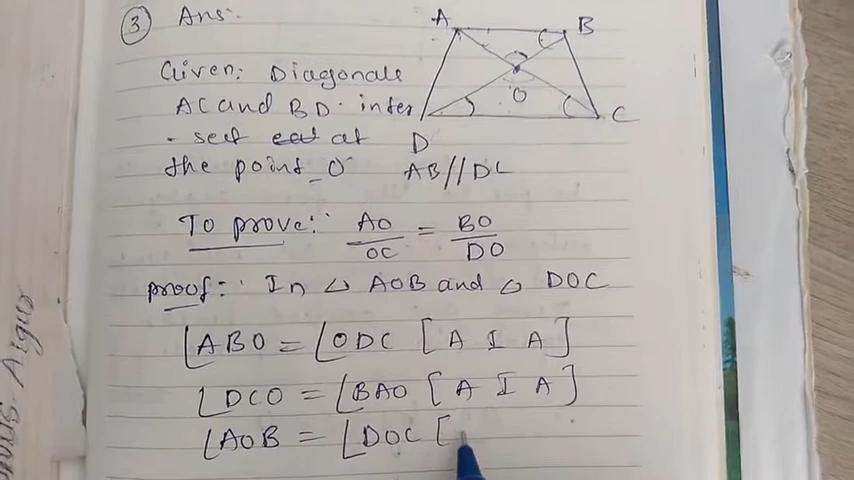 3 Ans:
A B
Given: Diagonals
AC and BD inter
O
C
- sect at
D
the point O
AB//DC
To prove: AO/OC = BO/DO
proof: In △ AOB and △ DOC
∠ABO = ∠ODC [A I A]
∠DCO = ∠BAO [A I A]
∠AOB = ∠DOC [